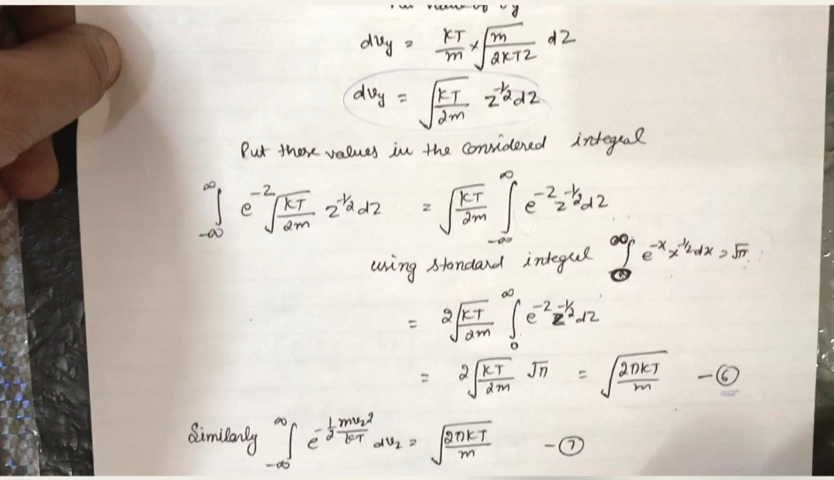 dvy = KT/m × √(m/2KTZ) dZ
dvy = √(KT/2m) Z^-1/2 dZ
Put these values in the considered integral
∫_-∞^∞ e^-Z √(KT/2m) Z^-1/2 dZ = √(KT/2m) ∫_-∞^∞ e^-Z Z^-1/2 dZ
using standard integral ∫_0^∞ e^-x x^-1/2 dx = √π
= 2√(KT/2m) ∫_0^∞ e^-Z Z^-1/2 dZ
= 2√(KT/2m) √π = √(2πKT/m) - ⑥
Similarly ∫_-∞^∞ e^-1/2 mvz²/KT dvz = √(2πKT/m) - ⑦